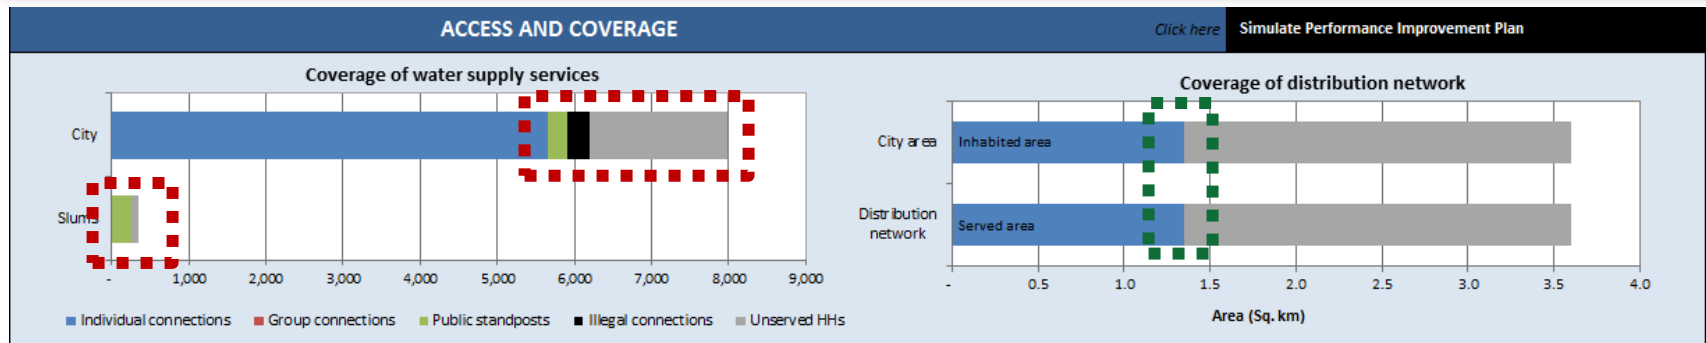 ACCESS AND COVERAGE
Click here
Simulate Performance Improvement Plan
Coverage of water supply services
City
Slums
- 1,000 2,000 3,000 4,000 5,000 6,000 7,000 8,000 9,000
Individual connections Group connections Public standposts Illegal connections Unserved HHs
Coverage of distribution network
City area
Inhabited area
Distribution
network
Served area
- 0.5 1.0 1.5 2.0 2.5 3.0 3.5 4.0
Area (Sq. km)